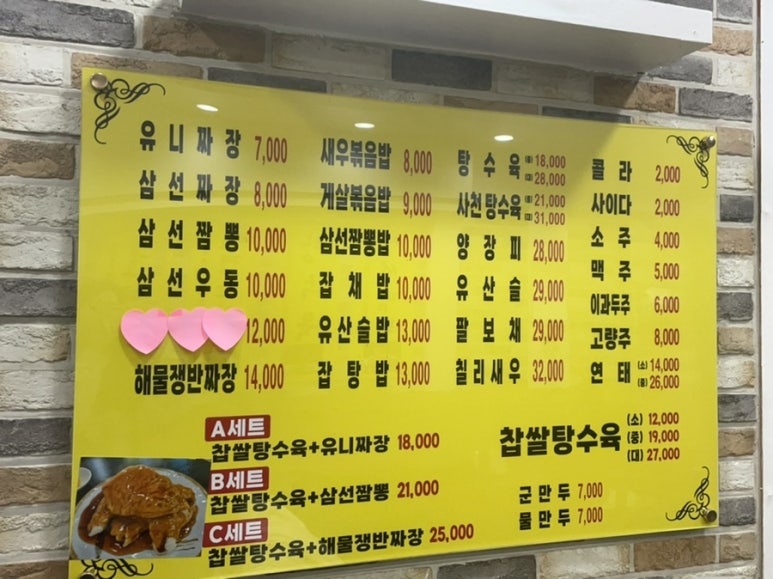 유니짜장 7,000
삼선짜장 8,000
삼선짬뽕 10,000
삼선우동 10,000
12,000
해물쟁반짜장 14,000
새우볶음밥 8,000
게살볶음밥 9,000
삼선짬뽕밥 10,000
잡채밥 10,000
유산슬밥 13,000
잡탕밥 13,000
탕수육 18,000
28,000
사천탕수육 21,000
31,000
양장피 28,000
유산슬 29,000
팔보채 29,000
칠리새우 32,000
콜라 2,000
사이다 2,000
소주 4,000
맥주 5,000
이과두주 6,000
고량주 8,000
연태 (소) 14,000
(중) 26,000
A세트
찹쌀탕수육+유니짜장 18,000
B세트
찹쌀탕수육+삼선짬뽕 21,000
C세트
찹쌀탕수육+해물쟁반짜장 25,000
찹쌀탕수육 (소) 12,000
(중) 19,000
(대) 27,000
군만두 7,000
물만두 7,000